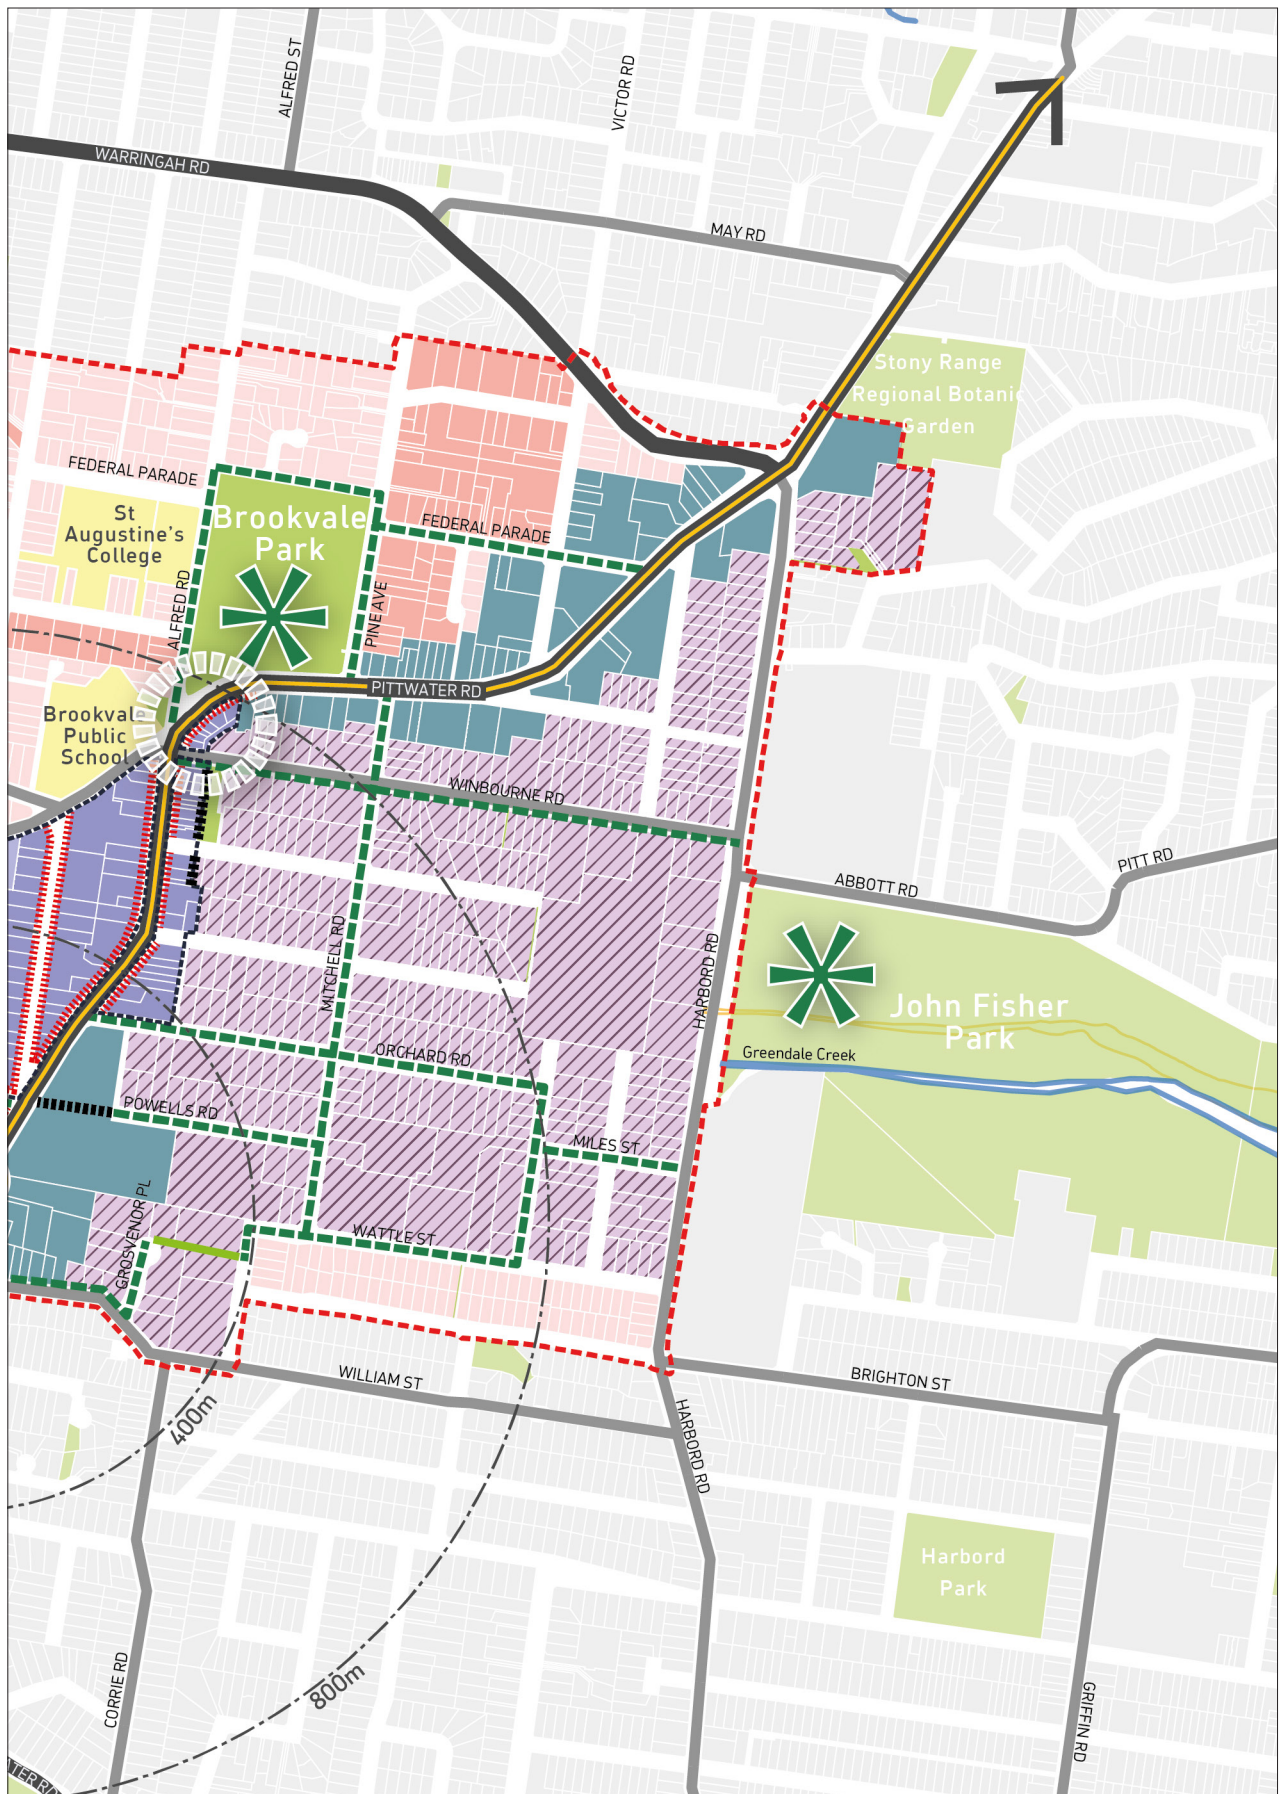 ALFRED ST
VICTOR RD
WARRINGAH RD
MAY RD
Stony Range
Regional Botanic
Garden
FEDERAL PARADE
St
Augustine's
College
Brookvale
Park
FEDERAL PARADE
ALFRED RD
PINE AVE
PITTWATER RD
Brookvale
Public
School
WINBOURNE RD
PITT RD
ABBOTT RD
MITCHELL RD
HARBORD RD
John Fisher
Park
ORCHARD RD
Greendale Creek
POWELLS RD
MILES ST
GROSVENOR PL
WATTLE ST
WILLIAM ST
BRIGHTON ST
400m
HARBORD RD
Harbord
Park
CORRIE RD
800m
GRIFFIN RD
TER RD